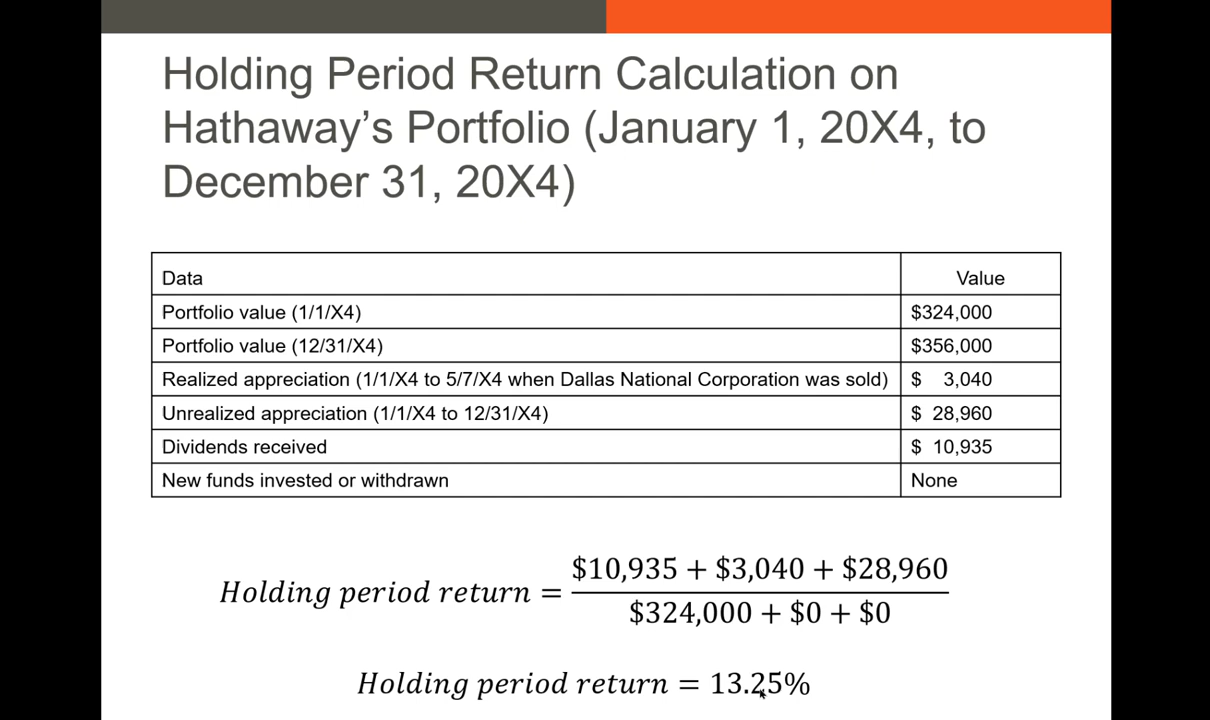 Holding Period Return Calculation on
Hathaway's Portfolio (January 1, 20X4, to
December 31, 20X4)
Data Value
Portfolio value (1/1/X4) $324,000
Portfolio value (12/31/X4) $356,000
Realized appreciation (1/1/X4 to 5/7/X4 when Dallas National Corporation was sold) $ 3,040
Unrealized appreciation (1/1/X4 to 12/31/X4) $ 28,960
Dividends received $ 10,935
New funds invested or withdrawn None
$10,935 + $3,040 + $28,960
Holding period return =
$324,000 + $0 + $0
Holding period return = 13.25%